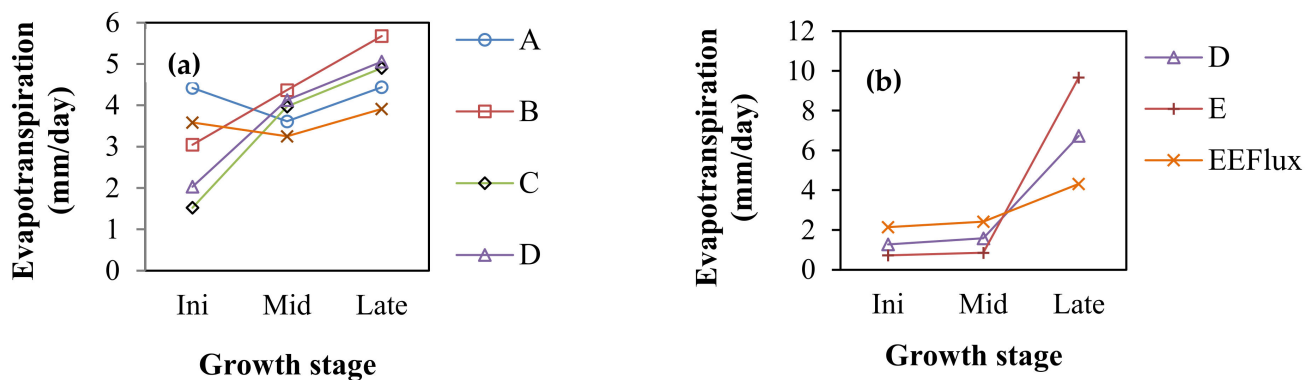 Evapotranspiration
(mm/day)
6
5
4
3
2
1
0
(a)
Ini Mid Late
Growth stage
A
B
C
D
Evapotranspiration
(mm/day)
12
10
8
6
4
2
0
(b)
Ini Mid Late
Growth stage
D
E
EEFlux